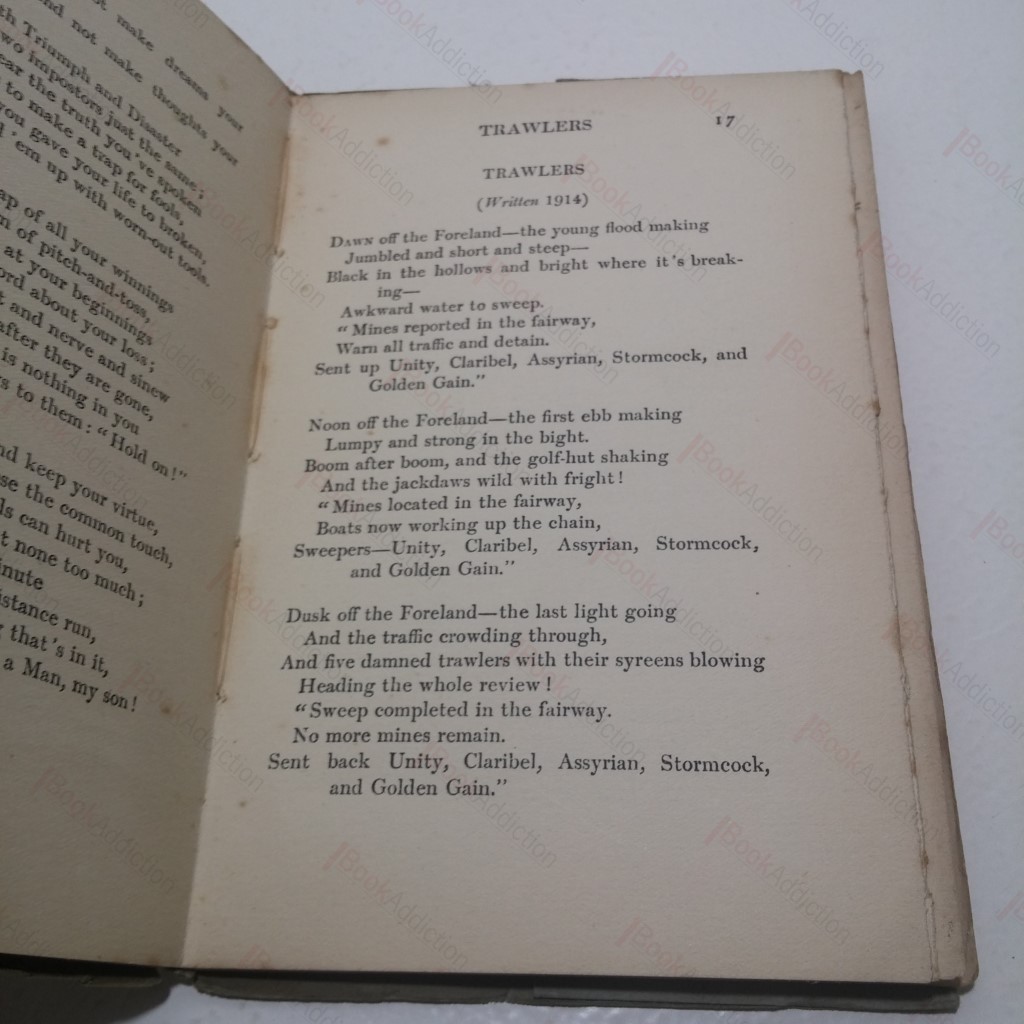 not make dreams your
and not make thoughts your
th Triumph and Disaster
two impostors just the same;
ear the truth you've spoken
to make a trap for fools,
you gave your life to, broken,
'em up with worn-out tools.
ap of all your winnings
n of pitch-and-toss,
at your beginnings
ord about your loss;
t and nerve and sinew
after they are gone,
is nothing in you
s to them: "Hold on!"
nd keep your virtue,
se the common touch,
ds can hurt you,
t none too much;
inute
istance run,
that's in it,
a Man, my son!
TRAWLERS 17
TRAWLERS
(Written 1914)
DAWN off the Foreland—the young flood making
Jumbled and short and steep—
Black in the hollows and bright where it's break-
ing—
Awkward water to sweep.
"Mines reported in the fairway,
Warn all traffic and detain.
Sent up Unity, Claribel, Assyrian, Stormcock, and
Golden Gain."
Noon off the Foreland—the first ebb making
Lumpy and strong in the bight.
Boom after boom, and the golf-hut shaking
And the jackdaws wild with fright!
"Mines located in the fairway,
Boats now working up the chain,
Sweepers—Unity, Claribel, Assyrian, Stormcock,
and Golden Gain."
Dusk off the Foreland—the last light going
And the traffic crowding through,
And five damned trawlers with their syreens blowing
Heading the whole review!
"Sweep completed in the fairway.
No more mines remain.
Sent back Unity, Claribel, Assyrian, Stormcock,
and Golden Gain."
BookAddiction